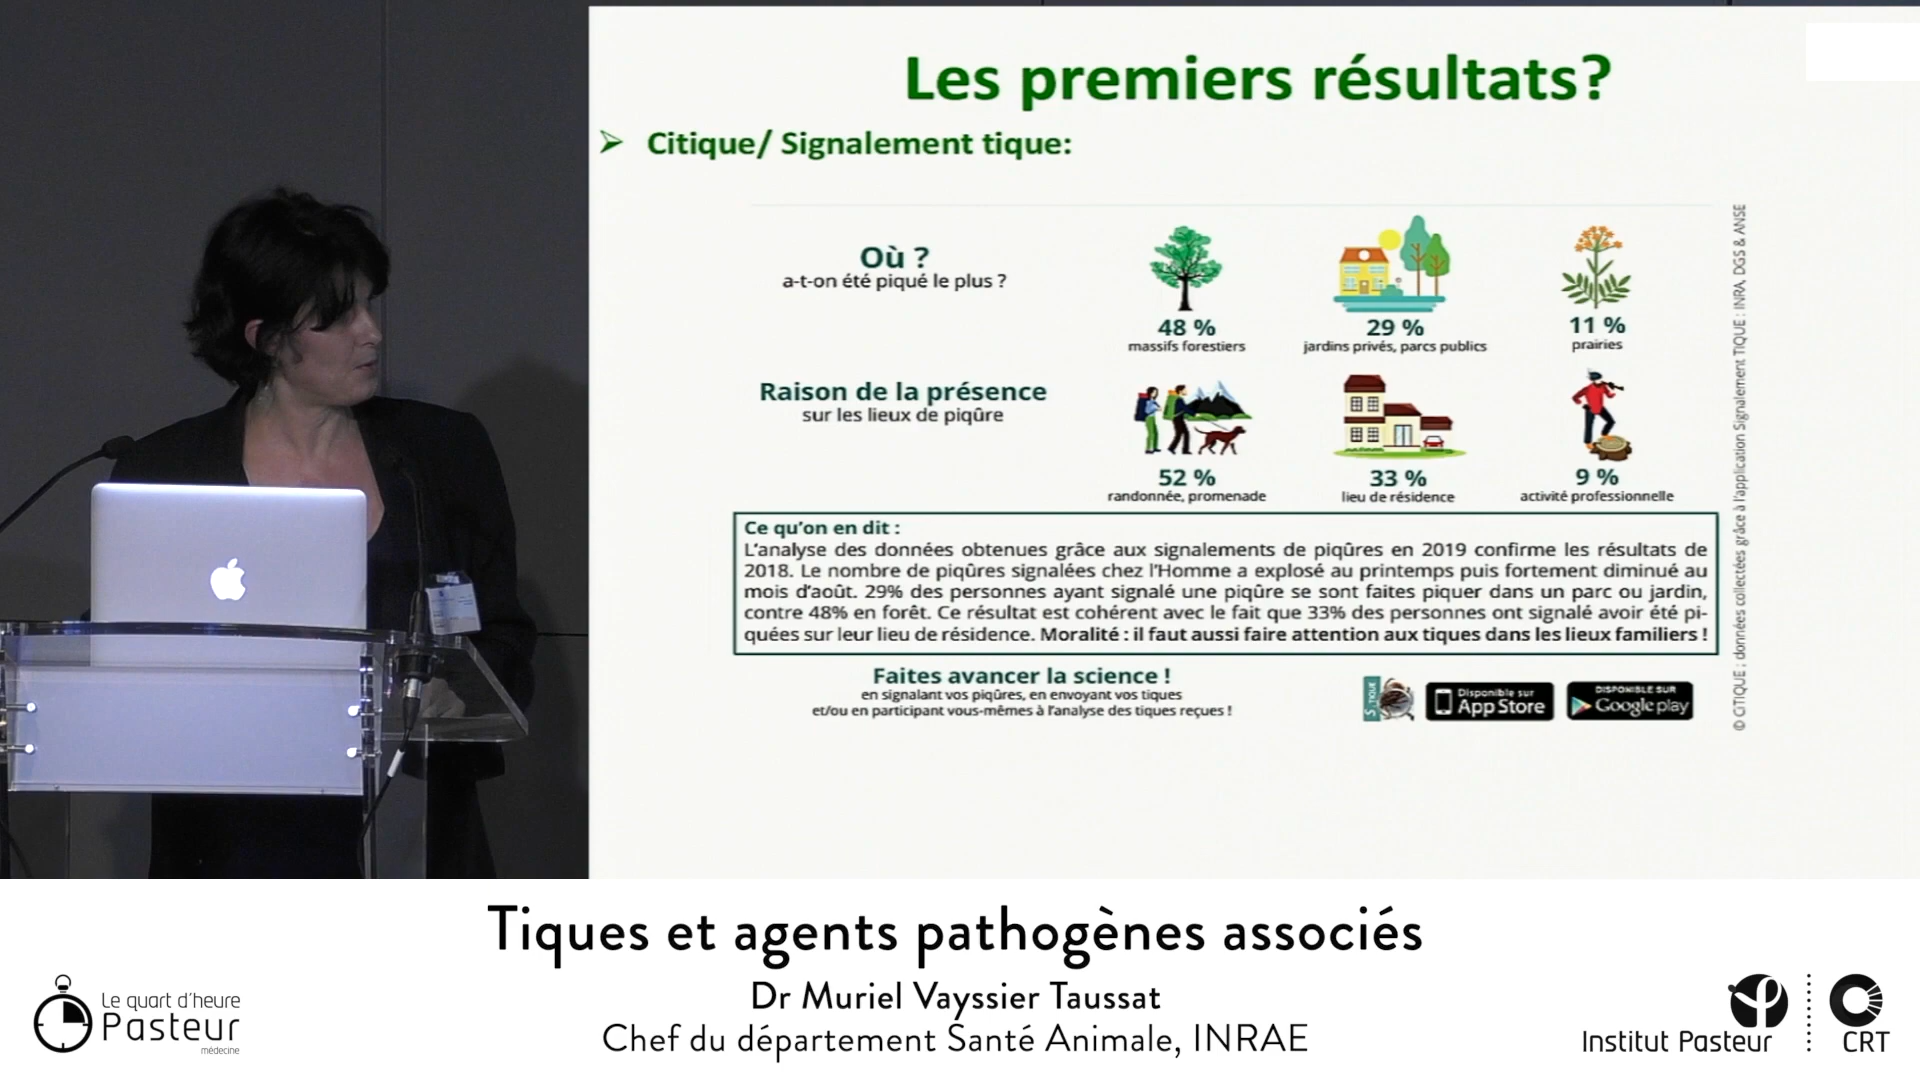 Les premiers résultats?
➢ Citique/ Signalement tique:
Où ?
a-t-on été piqué le plus ?
48 %
massifs forestiers
29 %
jardins privés, parcs publics
11 %
prairies
Raison de la présence
sur les lieux de piqûre
52 %
randonnée, promenade
33 %
lieu de résidence
9 %
activité professionnelle
Ce qu'on en dit :
L'analyse des données obtenues grâce aux signalements de piqûres en 2019 confirme les résultats de
2018. Le nombre de piqûres signalées chez l'Homme a explosé au printemps puis fortement diminué au
mois d'août. 29% des personnes ayant signalé une piqûre se sont faites piquer dans un parc ou jardin,
contre 48% en forêt. Ce résultat est cohérent avec le fait que 33% des personnes ont signalé avoir été pi-
quées sur leur lieu de résidence. Moralité : il faut aussi faire attention aux tiques dans les lieux familiers !
Faites avancer la science !
en signalant vos piqûres, en envoyant vos tiques
et/ou en participant vous-mêmes à l'analyse des tiques reçues !
Disponible sur
App Store
DISPONIBLE SUR
Google play
© CITIQUE : données collectées grâce à l'application Signalement TIQUE : INRA, DGS & ANSE
Tiques et agents pathogènes associés
Dr Muriel Vayssier Taussat
Chef du département Santé Animale, INRAE
Le quart d'heure
Pasteur
médecine
Institut Pasteur
CRT